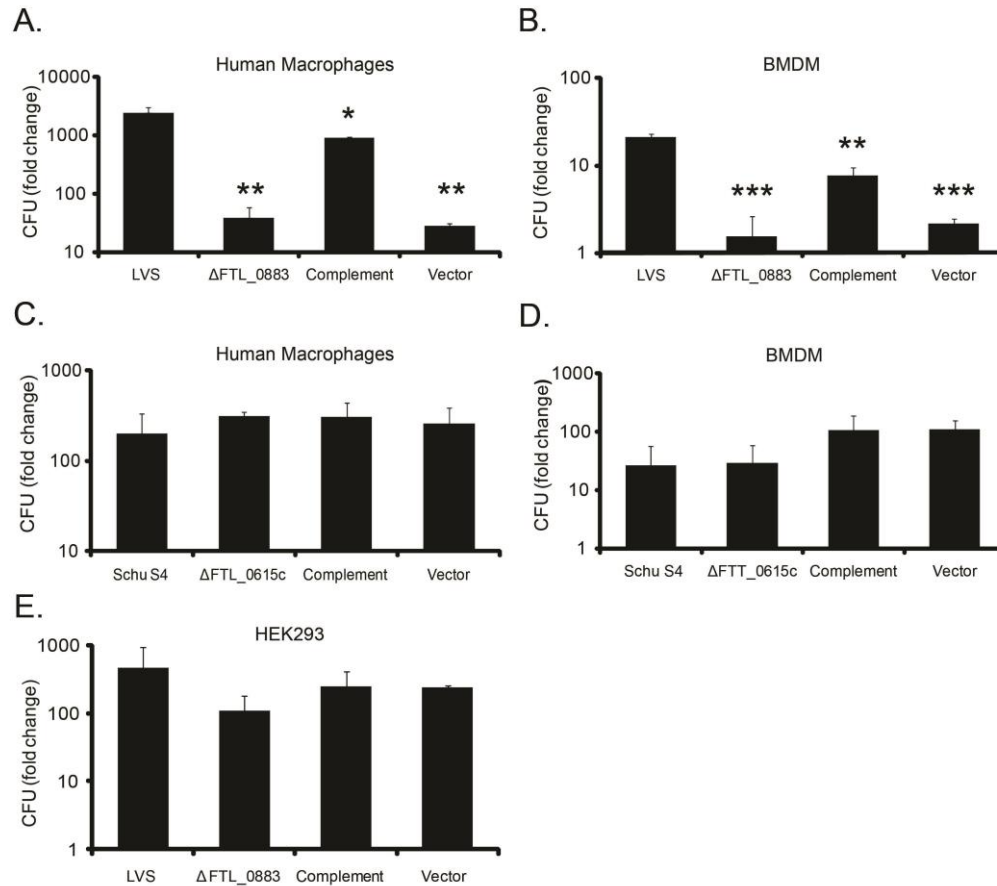 A.
Human Macrophages
CFU (fold change)
10000
1000
100
10
*
**
**
LVS ΔFTL_0883 Complement Vector
B.
BMDM
CFU (fold change)
100
10
1
***
**
***
LVS ΔFTL_0883 Complement Vector
C.
Human Macrophages
CFU (fold change)
1000
100
10
Schu S4 ΔFTL_0615c Complement Vector
D.
BMDM
CFU (fold change)
1000
100
10
1
Schu S4 ΔFTT_0615c Complement Vector
E.
HEK293
CFU (fold change)
1000
100
10
1
LVS ΔFTL_0883 Complement Vector